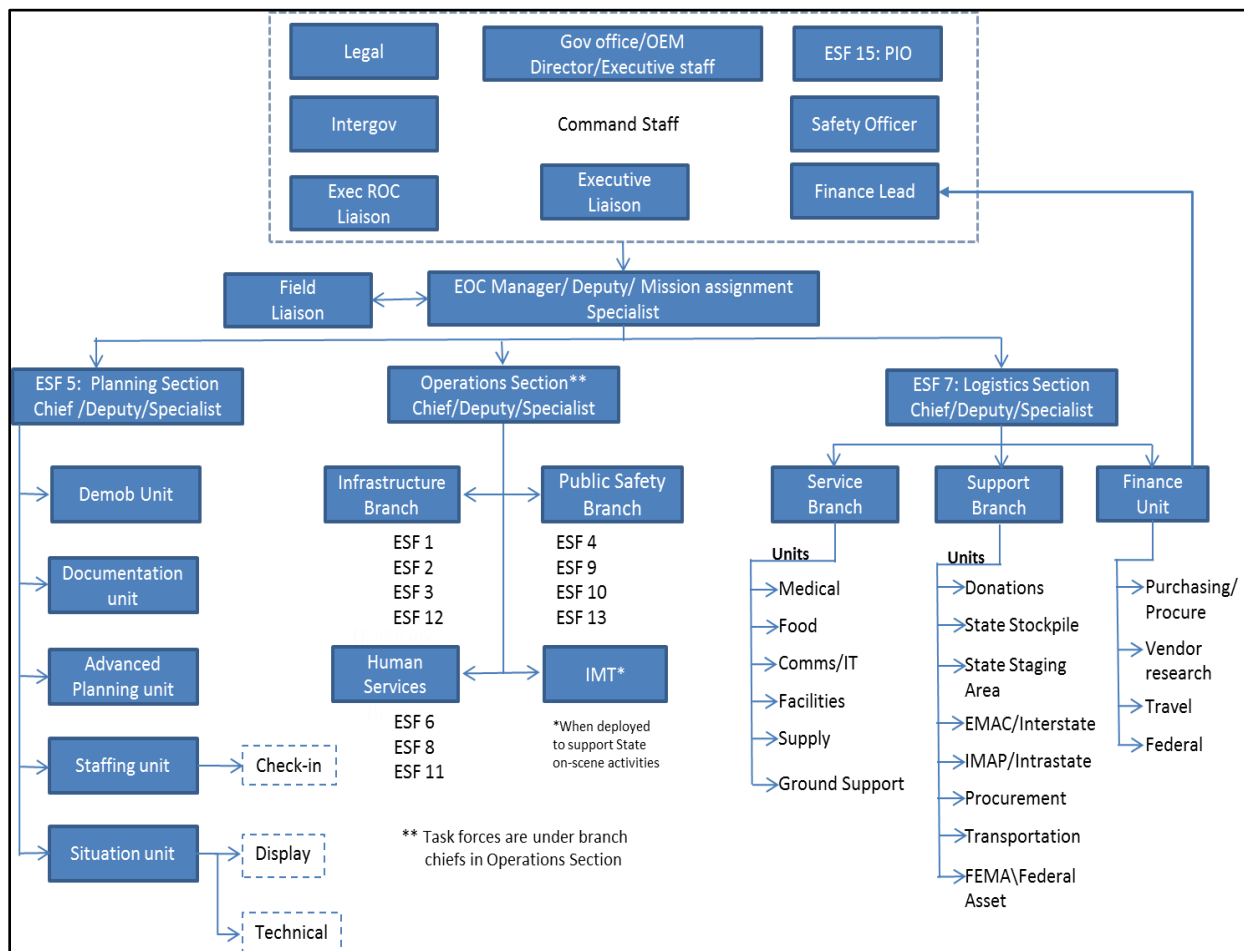 Legal
Gov office/OEM
Director/Executive staff
ESF 15: PIO
Intergov
Command Staff
Safety Officer
Exec ROC
Liaison
Executive
Liaison
Finance Lead
Field
Liaison
EOC Manager/ Deputy/ Mission assignment
Specialist
ESF 5:  Planning Section
Chief /Deputy/Specialist
Operations Section**
Chief/Deputy/Specialist
ESF 7: Logistics Section
Chief/Deputy/Specialist
Demob Unit
Documentation
unit
Advanced
Planning unit
Staffing unit
Check-in
Situation unit
Display
Technical
Infrastructure
Branch
ESF 1
ESF 2
ESF 3
ESF 12
Public Safety
Branch
ESF 4
ESF 9
ESF 10
ESF 13
Human
Services
ESF 6
ESF 8
ESF 11
IMT*
*When deployed
to support State
on-scene activities
** Task forces are under branch
chiefs in Operations Section
Service
Branch
Units
Medical
Food
Comms/IT
Facilities
Supply
Ground Support
Support
Branch
Units
Donations
State Stockpile
State Staging
Area
EMAC/Interstate
IMAP/Intrastate
Procurement
Transportation
FEMA\Federal
Asset
Finance
Unit
Purchasing/
Procure
Vendor
research
Travel
Federal